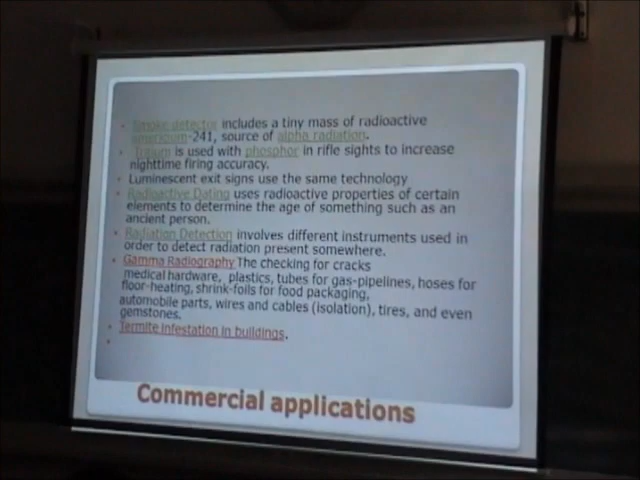 • Smoke detector includes a tiny mass of radioactive
americium-241, source of alpha radiation.
• Tritium is used with phosphor in rifle sights to increase
nighttime firing accuracy.
• Luminescent exit signs use the same technology
• Radioactive Dating uses radioactive properties of certain
elements to determine the age of something such as an
ancient person.
• Radiation Detection involves different instruments used in
order to detect radiation present somewhere.
• Gamma Radiography The checking for cracks
medical hardware, plastics, tubes for gas-pipelines, hoses for
floor-heating, shrink-foils for food packaging,
automobile parts, wires and cables (isolation), tires, and even
gemstones.
• Termite infestation in buildings.
•
Commercial applications